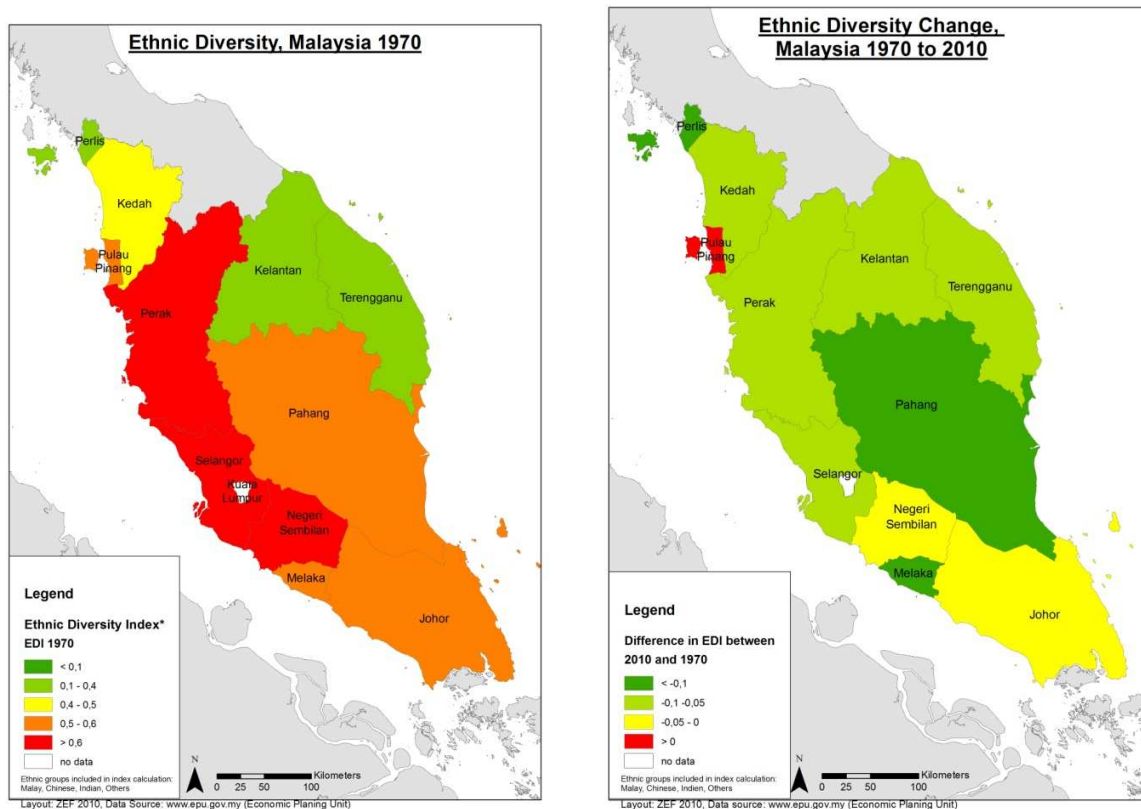 Ethnic Diversity, Malaysia 1970
Perlis
Kedah
Pulau
Pinang
Kelantan
Terengganu
Perak
Pahang
Selangor
Kuala
Lumpur
Negeri
Sembilan
Melaka
Johor
Legend
Ethnic Diversity Index*
EDI 1970
< 0,1
0,1 - 0,4
0,4 - 0,5
0,5 - 0,6
> 0,6
no data
Ethnic groups included in index calculation:
Malay, Chinese, Indian, Others
N
Kilometers
0 25 50 100
Layout: ZEF 2010, Data Source: www.epu.gov.my (Economic Planing Unit)
Ethnic Diversity Change,
Malaysia 1970 to 2010
Perlis
Kedah
Pulau
Pinang
Kelantan
Terengganu
Perak
Pahang
Selangor
Negeri
Sembilan
Melaka
Johor
Legend
Difference in EDI between
2010 and 1970
< -0,1
-0,1 -0,05
-0,05 - 0
> 0
no data
Ethnic groups included in index calculation:
Malay, Chinese, Indian, Others
N
Kilometers
0 25 50 100
Layout: ZEF 2010, Data Source: www.epu.gov.my (Economic Planing Unit)